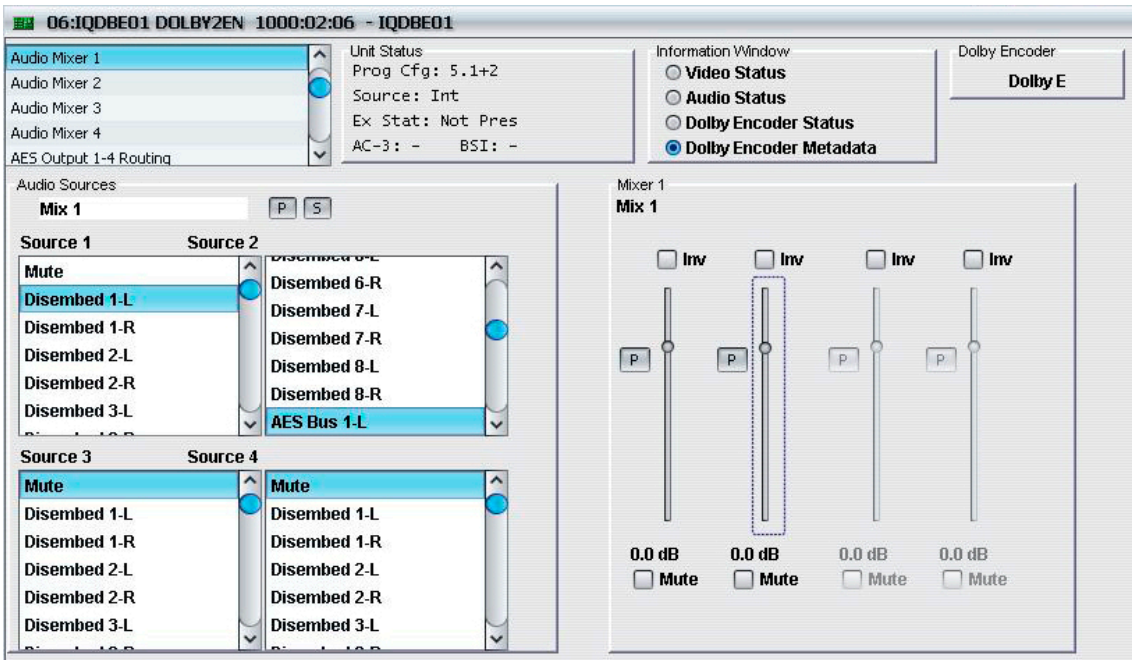 06:IQDBE01 DOLBY2EN 1000:02:06 - IQDBE01
Audio Mixer 1
Audio Mixer 2
Audio Mixer 3
Audio Mixer 4
AES Output 1-4 Routing
Unit Status
Prog Cfg: 5.1+2
Source: Int
Ex Stat: Not Pres
AC-3: - BSI: -
Information Window
Video Status
Audio Status
Dolby Encoder Status
Dolby Encoder Metadata
Dolby Encoder
Dolby E
Audio Sources
Mix 1
P S
Source 1 Source 2
Mute
Disembed 1-L
Disembed 1-R
Disembed 2-L
Disembed 2-R
Disembed 3-L
Disembed 6-R
Disembed 7-L
Disembed 7-R
Disembed 8-L
Disembed 8-R
AES Bus 1-L
Source 3 Source 4
Mute
Disembed 1-L
Disembed 1-R
Disembed 2-L
Disembed 2-R
Disembed 3-L
Mute
Disembed 1-L
Disembed 1-R
Disembed 2-L
Disembed 2-R
Disembed 3-L
Mixer 1
Mix 1
Inv Inv Inv Inv
P P P P
0.0 dB 0.0 dB 0.0 dB 0.0 dB
Mute Mute Mute Mute